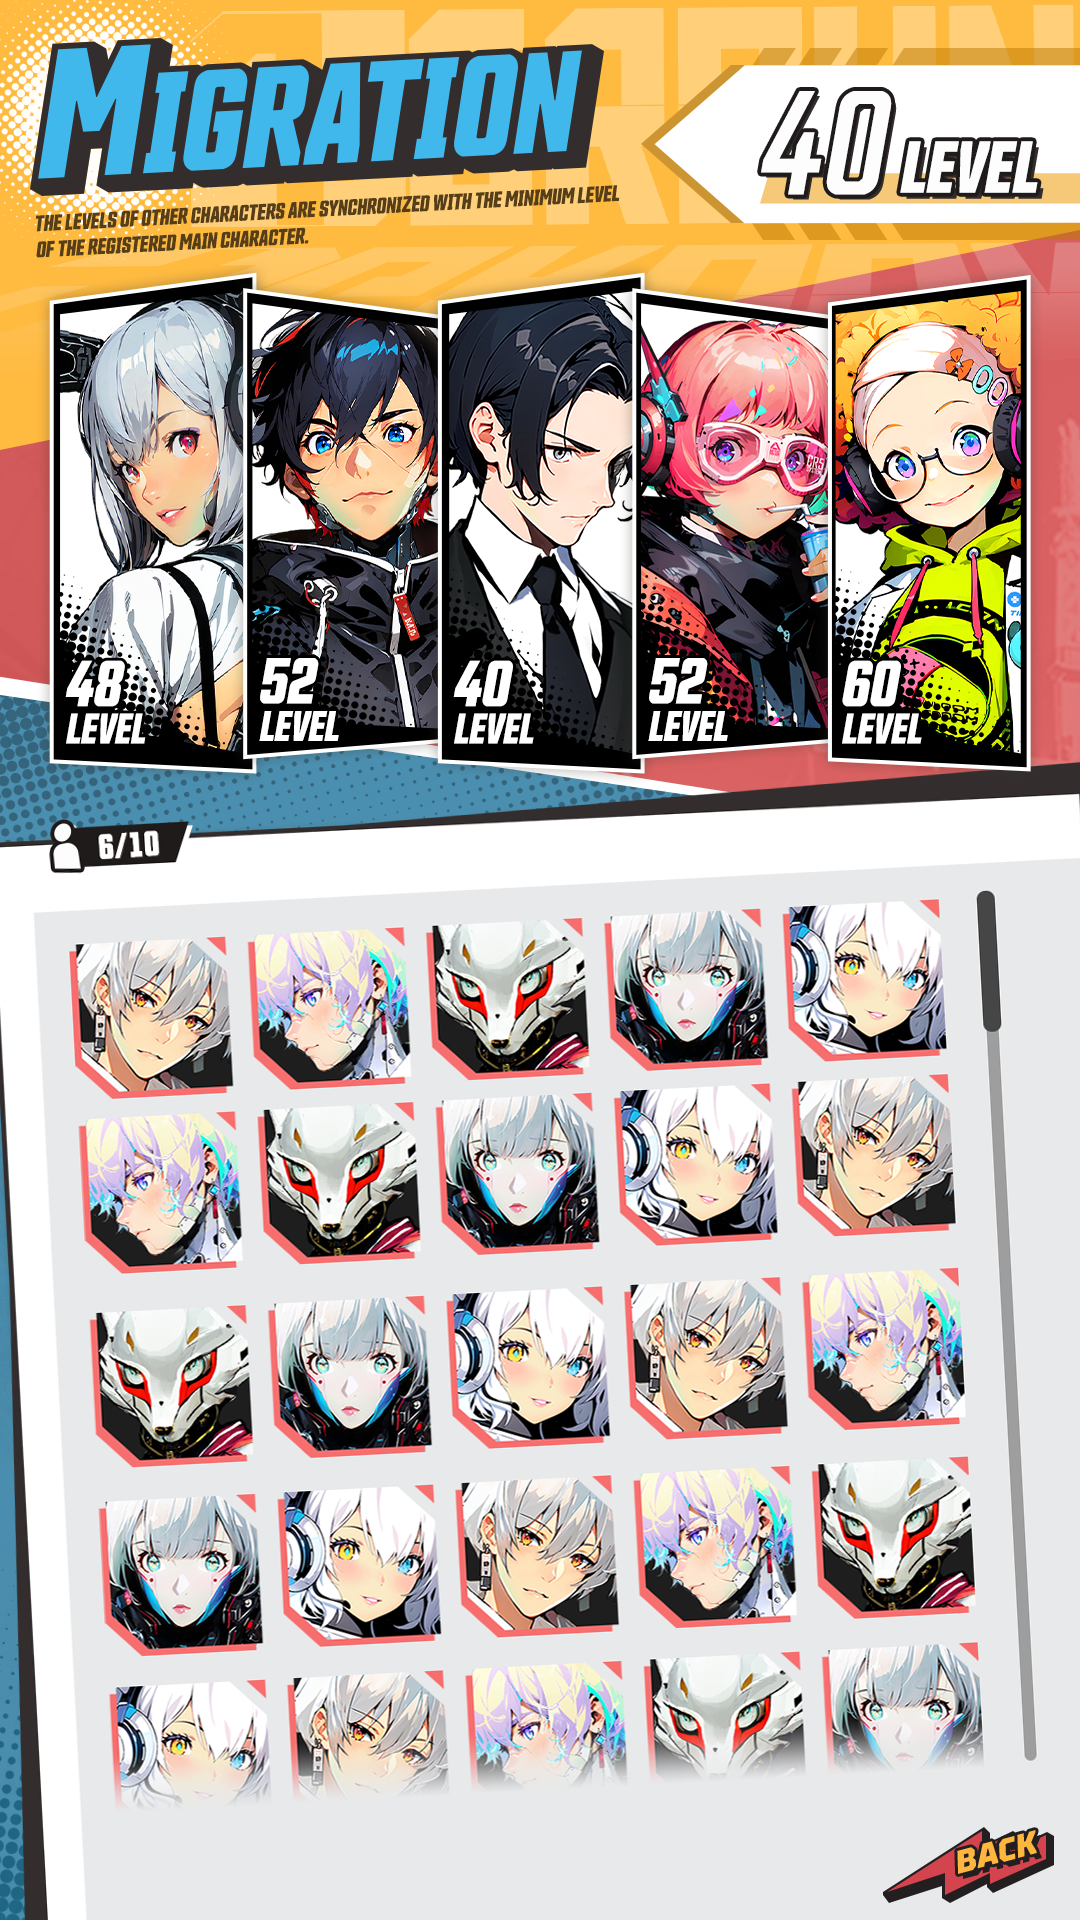 MIGRATION
40 LEVEL
THE LEVELS OF OTHER CHARACTERS ARE SYNCHRONIZED WITH THE MINIMUM LEVEL
OF THE REGISTERED MAIN CHARACTER.
48
LEVEL
52
LEVEL
40
LEVEL
52
LEVEL
60
LEVEL
6/10
BACK